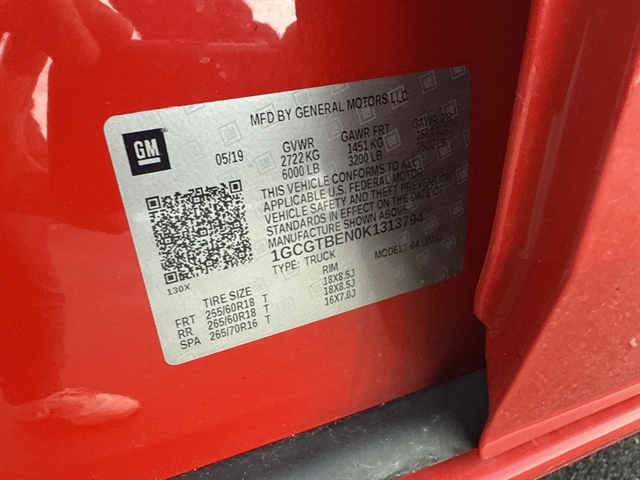 MFD BY GENERAL MOTORS LLC
GM
05/19 GVWR GAWR FRT GAWR RR
2722 KG 1451 KG
6000 LB 3200 LB
THIS VEHICLE CONFORMS TO ALL
APPLICABLE U.S. FEDERAL MOTOR
VEHICLE SAFETY AND THEFT PREVENTION
STANDARDS IN EFFECT ON THE DATE OF
MANUFACTURE SHOWN ABOVE.
1GCGTBEN0K1313794
TYPE: TRUCK MODEL:
130X
TIRE SIZE RIM
FRT 255/60R18 T 18X8.5J
RR 265/60R18 T 18X8.5J
SPA 265/70R16 T 16X7.0J